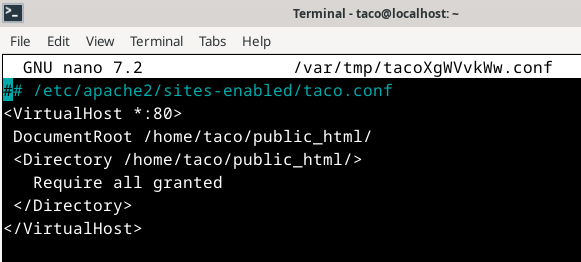 Terminal - taco@localhost: ~
File Edit View Terminal Tabs Help
GNU nano 7.2 /var/tmp/tacoXgWVvkWw.conf
## /etc/apache2/sites-enabled/taco.conf
<VirtualHost *:80>
 DocumentRoot /home/taco/public_html/
 <Directory /home/taco/public_html/>
   Require all granted
 </Directory>
</VirtualHost>